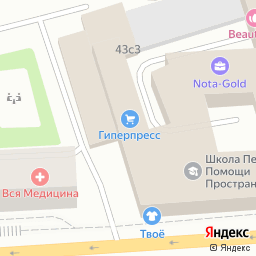 43с3
Beaut
Nota-Gold
Гиперпресс
Школа Пе
Помощи
Простран
Вся Медицина
Твоё
Яндекс
© Яндекс